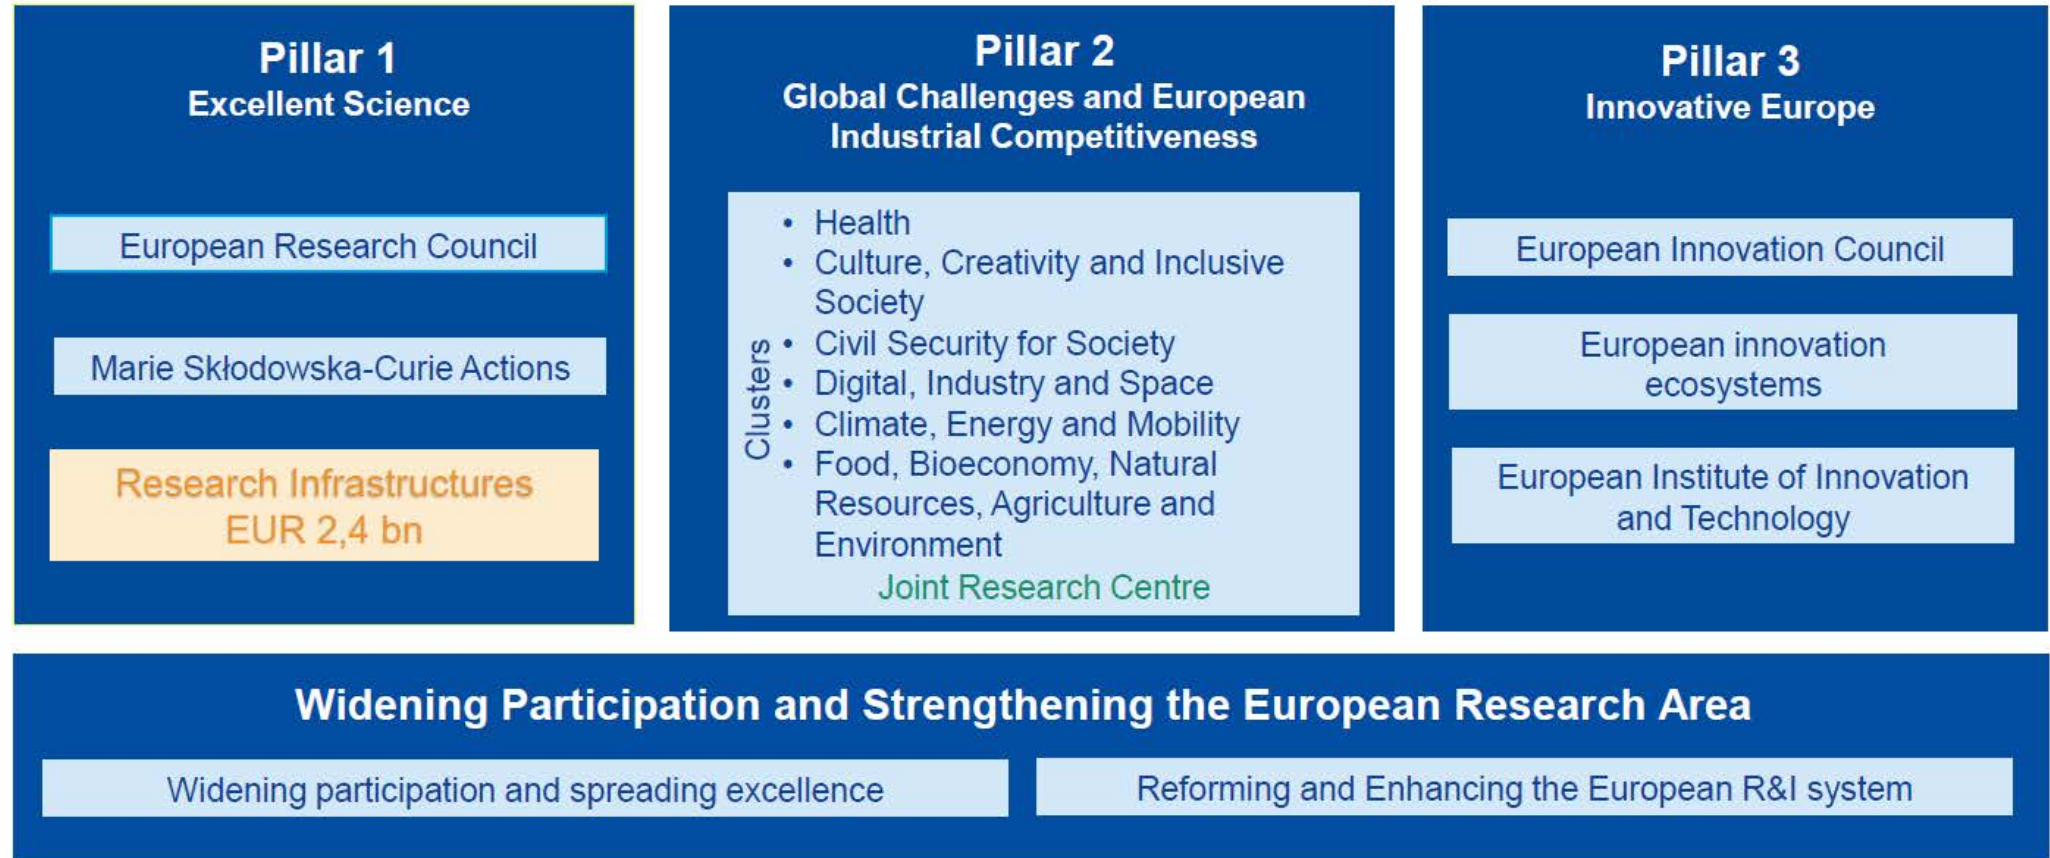 Pillar 1
Excellent Science
European Research Council
Marie Skłodowska-Curie Actions
Research Infrastructures
EUR 2,4 bn
Pillar 2
Global Challenges and European
Industrial Competitiveness
Clusters
• Health
• Culture, Creativity and Inclusive
Society
• Civil Security for Society
• Digital, Industry and Space
• Climate, Energy and Mobility
• Food, Bioeconomy, Natural
Resources, Agriculture and
Environment
Joint Research Centre
Pillar 3
Innovative Europe
European Innovation Council
European innovation
ecosystems
European Institute of Innovation
and Technology
Widening Participation and Strengthening the European Research Area
Widening participation and spreading excellence
Reforming and Enhancing the European R&I system